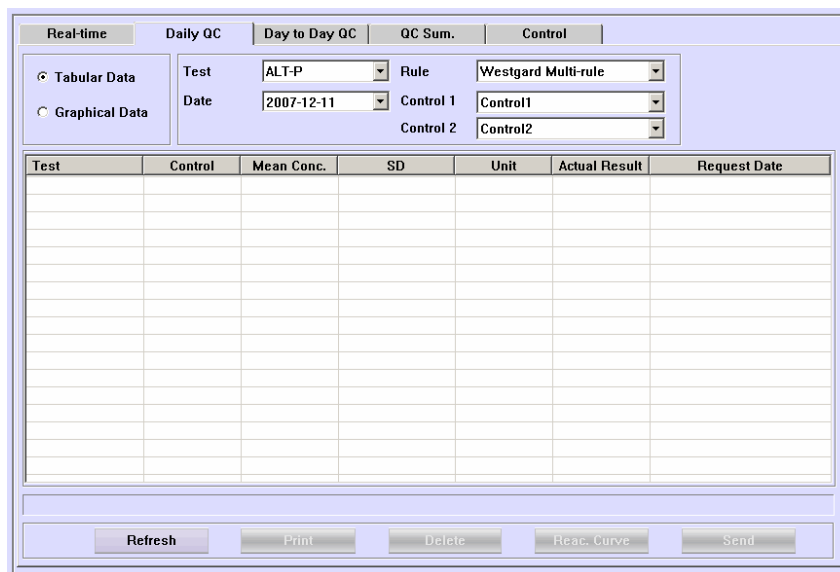 Real-time Daily QC Day to Day QC QC Sum. Control
Tabular Data Test ALT-P Rule Westgard Multi-rule
Graphical Data Date 2007-12-11 Control 1 Control1
Control 2 Control2
Test Control Mean Conc. SD Unit Actual Result Request Date
Refresh Print Delete Reac. Curve Send